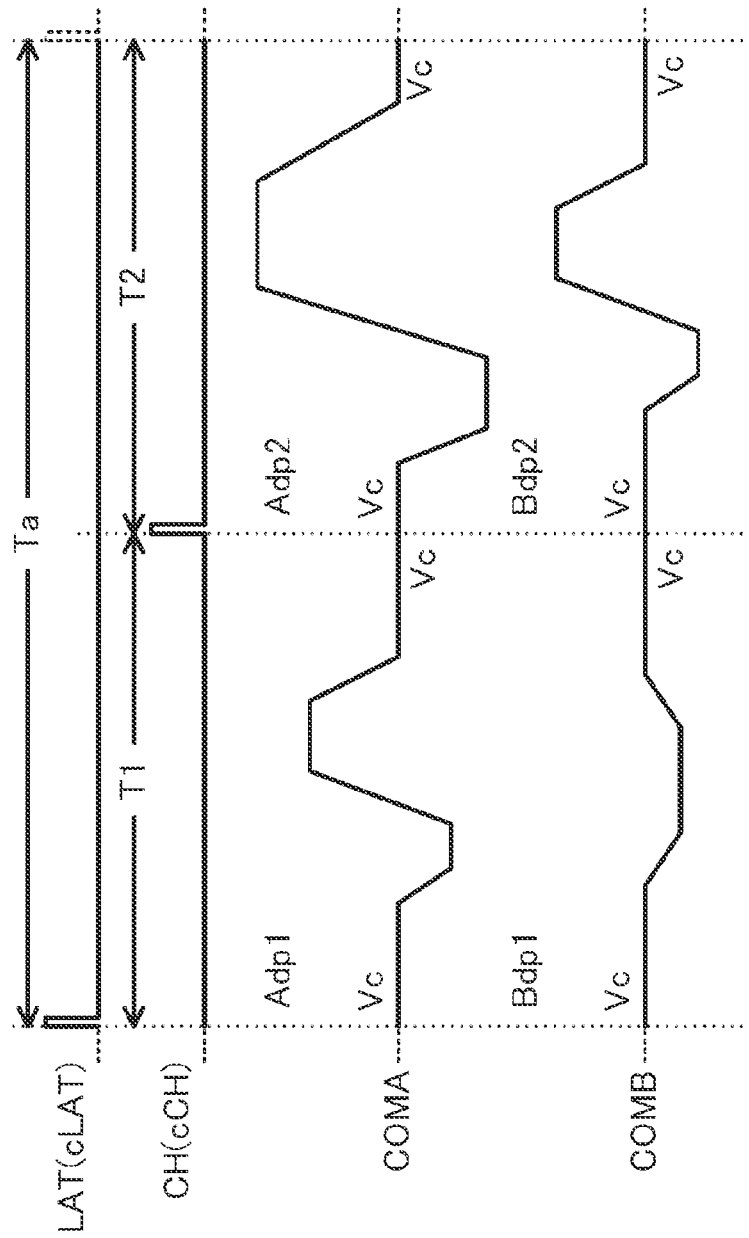 Ta
LAT(cLAT)
T1 T2
CH(cCH)
Adp1 Adp2
Vc Vc Vc Vc
COMA
Bdp1 Bdp2
Vc Vc Vc Vc
COMB